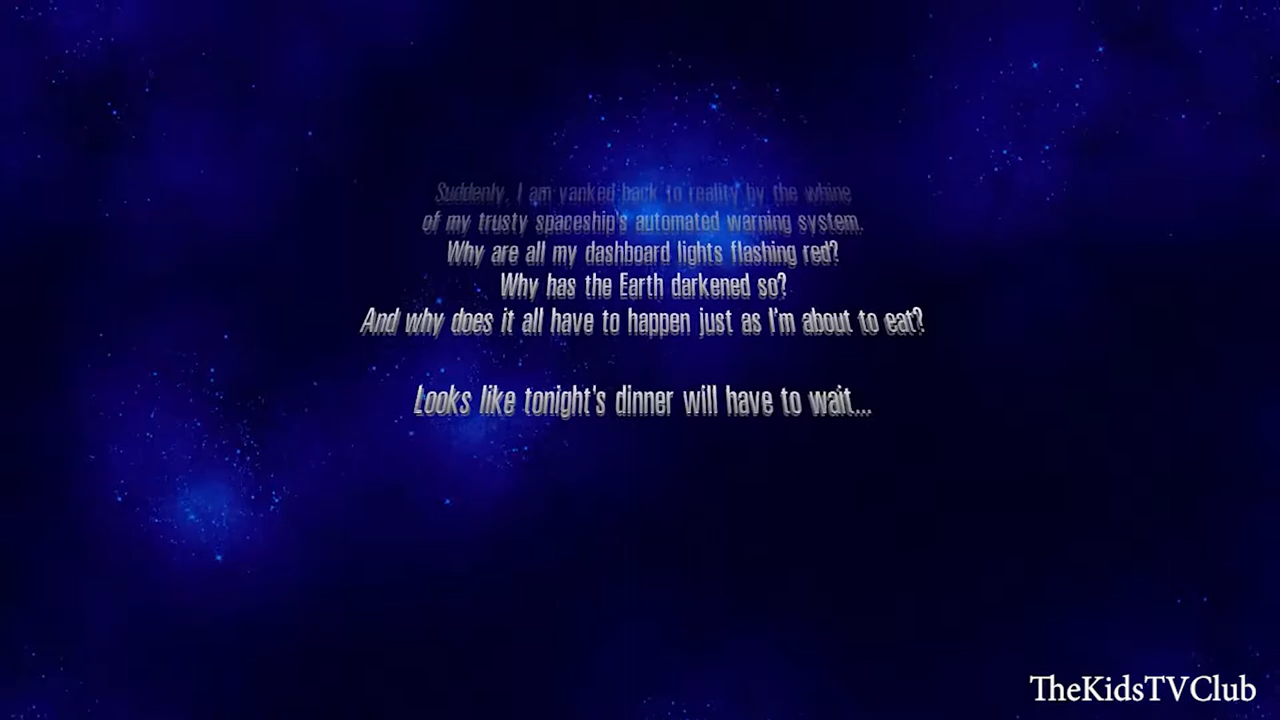 Suddenly, I am yanked back to reality by the whine
of my trusty spaceship's automated warning system.
Why are all my dashboard lights flashing red?
Why has the Earth darkened so?
And why does it all have to happen just as I'm about to eat?
Looks like tonight's dinner will have to wait...
TheKidsTVClub